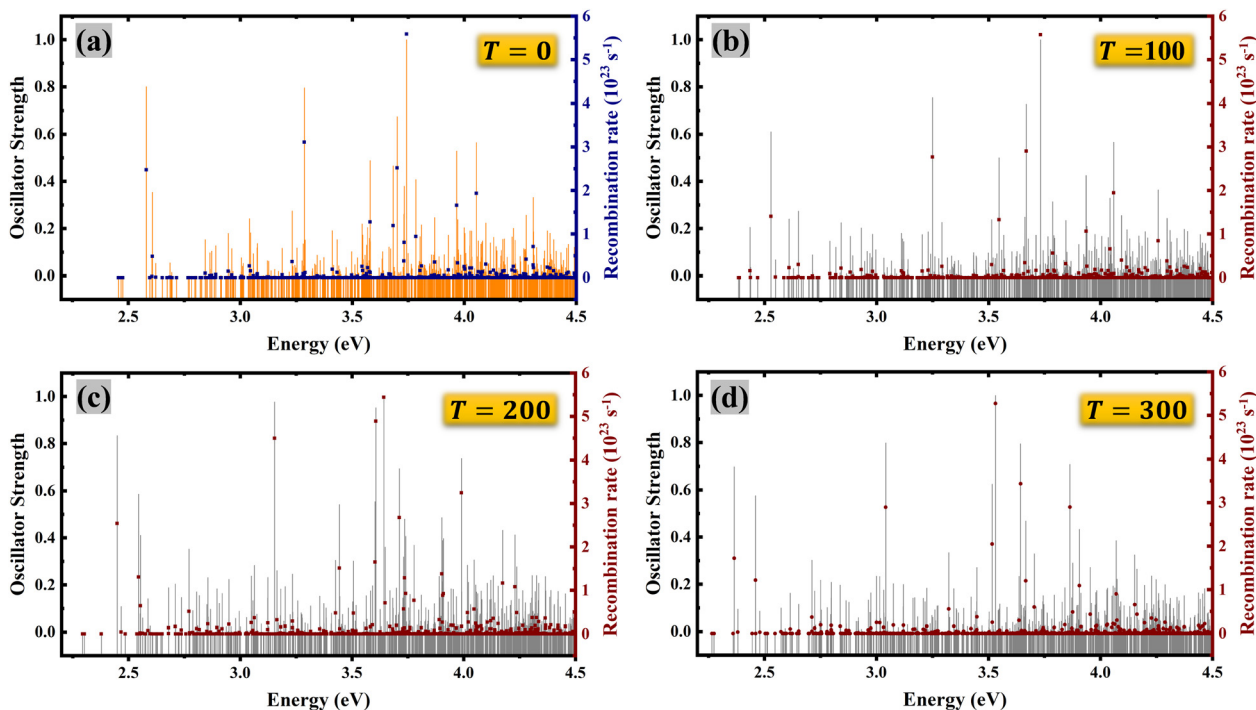 (a)
T = 0
Oscillator Strength
1.0
0.8
0.6
0.4
0.2
0.0
6
5
4
3
2
1
0
Recombination rate (10²³ s⁻¹)
2.5 3.0 3.5 4.0 4.5
Energy (eV)
(b)
T =100
Oscillator Strength
1.0
0.8
0.6
0.4
0.2
0.0
6
5
4
3
2
1
0
Recombination rate (10²³ s⁻¹)
2.5 3.0 3.5 4.0 4.5
Energy (eV)
(c)
T = 200
Oscillator Strength
1.0
0.8
0.6
0.4
0.2
0.0
6
5
4
3
2
1
0
Recombination rate (10²³ s⁻¹)
2.5 3.0 3.5 4.0 4.5
Energy (eV)
(d)
T = 300
Oscillator Strength
1.0
0.8
0.6
0.4
0.2
0.0
6
5
4
3
2
1
0
Recombination rate (10²³ s⁻¹)
2.5 3.0 3.5 4.0 4.5
Energy (eV)